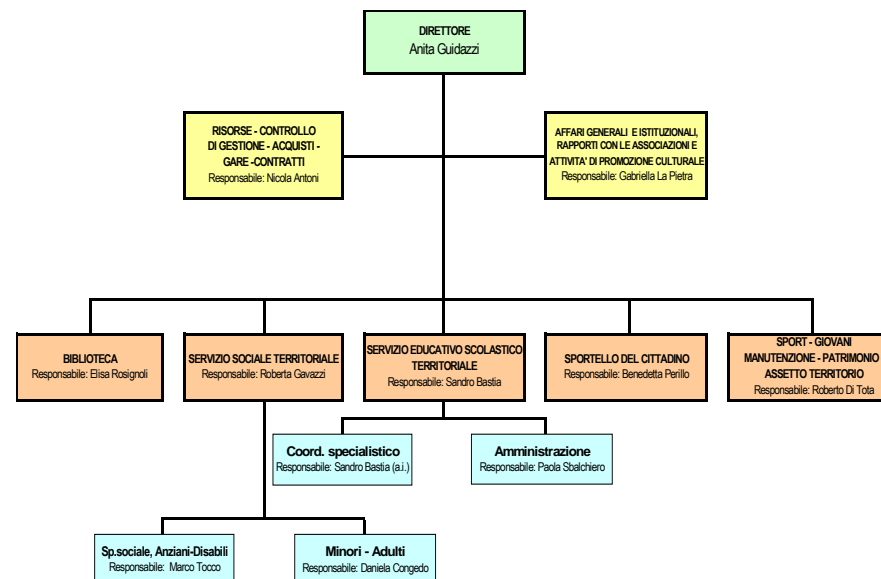 DIRETTORE
Anita Guidazzi
RISORSE - CONTROLLO
DI GESTIONE - ACQUISTI -
GARE -CONTRATTI
Responsabile: Nicola Antoni
AFFARI GENERALI E ISTITUZIONALI,
RAPPORTI CON LE ASSOCIAZIONI E
ATTIVITA' DI PROMOZIONE CULTURALE
Responsabile: Gabriella La Pietra
BIBLIOTECA
Responsabile: Elisa Rosignoli
SERVIZIO SOCIALE TERRITORIALE
Responsabile: Roberta Gavazzi
SERVIZIO EDUCATIVO SCOLASTICO
TERRITORIALE
Responsabile: Sandro Bastia
SPORTELLO DEL CITTADINO
Responsabile: Benedetta Perillo
SPORT - GIOVANI
MANUTENZIONE - PATRIMONIO
ASSETTO TERRITORIO
Responsabile: Roberto Di Tota
Coord. specialistico
Responsabile: Sandro Bastia (a.i.)
Amministrazione
Responsabile: Paola Sbalchiero
Sp.sociale, Anziani-Disabili
Responsabile: Marco Tocco
Minori - Adulti
Responsabile: Daniela Congedo